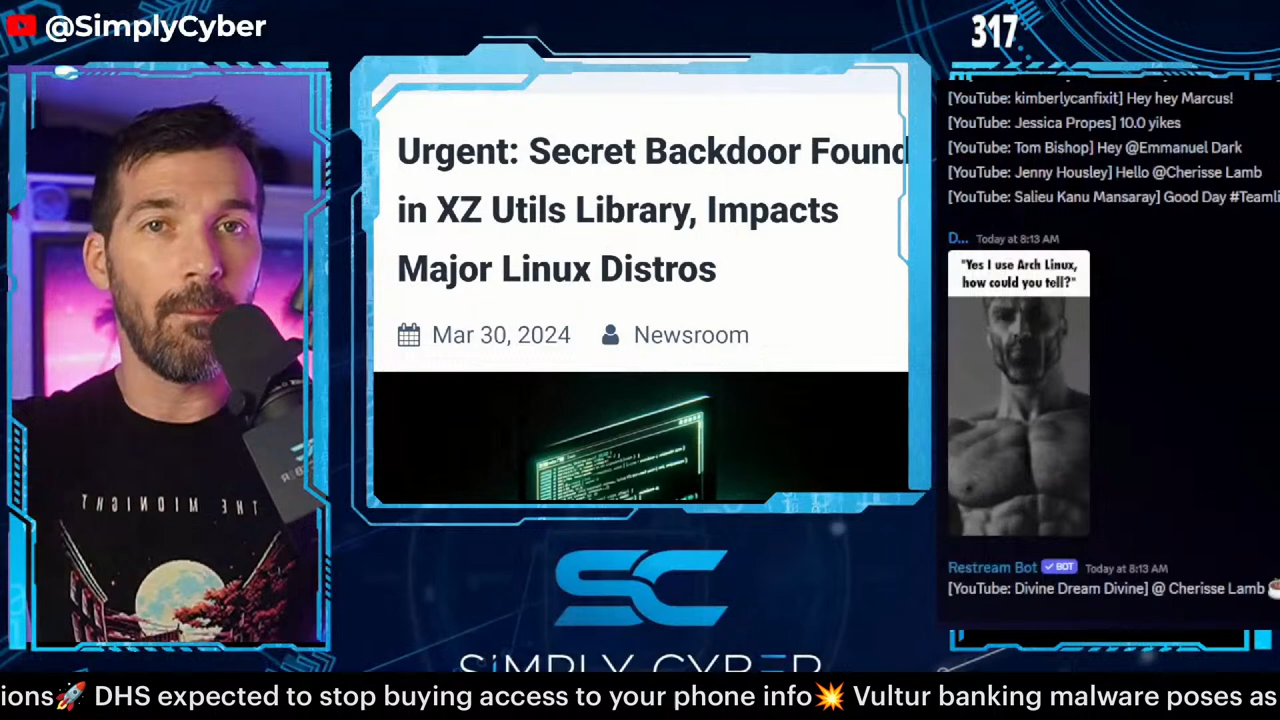 @SimplyCyber
317
Urgent: Secret Backdoor Found
in XZ Utils Library, Impacts
Major Linux Distros
Mar 30, 2024 Newsroom
THE MIDNIGHT
SC
SIMPLY CYBER
[YouTube: kimberlycanfixit] Hey hey Marcus!
[YouTube: Jessica Propes] 10.0 yikes
[YouTube: Tom Bishop] Hey @Emmanuel Dark
[YouTube: Jenny Housley] Hello @Cherisse Lamb
[YouTube: Salieu Kanu Mansaray] Good Day #Teamli
D... Today at 8:13 AM
"Yes I use Arch Linux,
how could you tell?"
Restream Bot BOT Today at 8:13 AM
[YouTube: Divine Dream Divine] @ Cherisse Lamb
ions🚀 DHS expected to stop buying access to your phone info💥 Vultur banking malware poses as